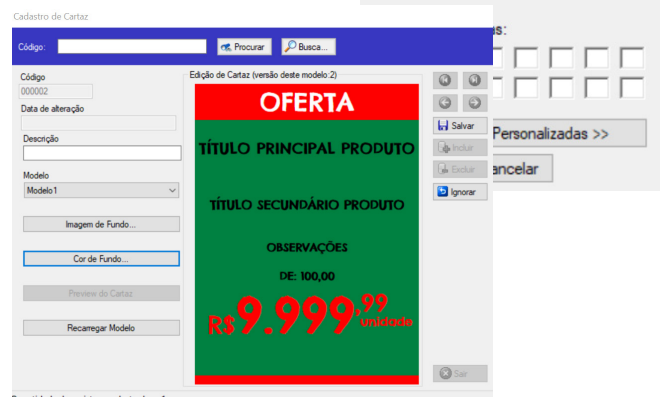 Cadastro de Cartaz
Código:
Procurar
Busca...
Código
000002
Data de alteração
Descrição
Modelo
Modelo1
Imagem de Fundo...
Cor de Fundo...
Preview do Cartaz
Recarregar Modelo
Edição de Cartaz (versão deste modelo:2)
OFERTA
TÍTULO PRINCIPAL PRODUTO
TÍTULO SECUNDÁRIO PRODUTO
OBSERVAÇÕES
DE: 100,00
R$9.999,99
unidade
Salvar
Incluir
Excluir
Ignorar
Sair
Personalizadas >>